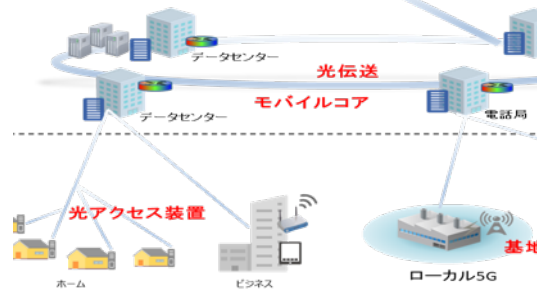 データセンター
光伝送
モバイルコア
データセンター
電話局
光アクセス装置
基地
ホーム
ビジネス
ローカル5G